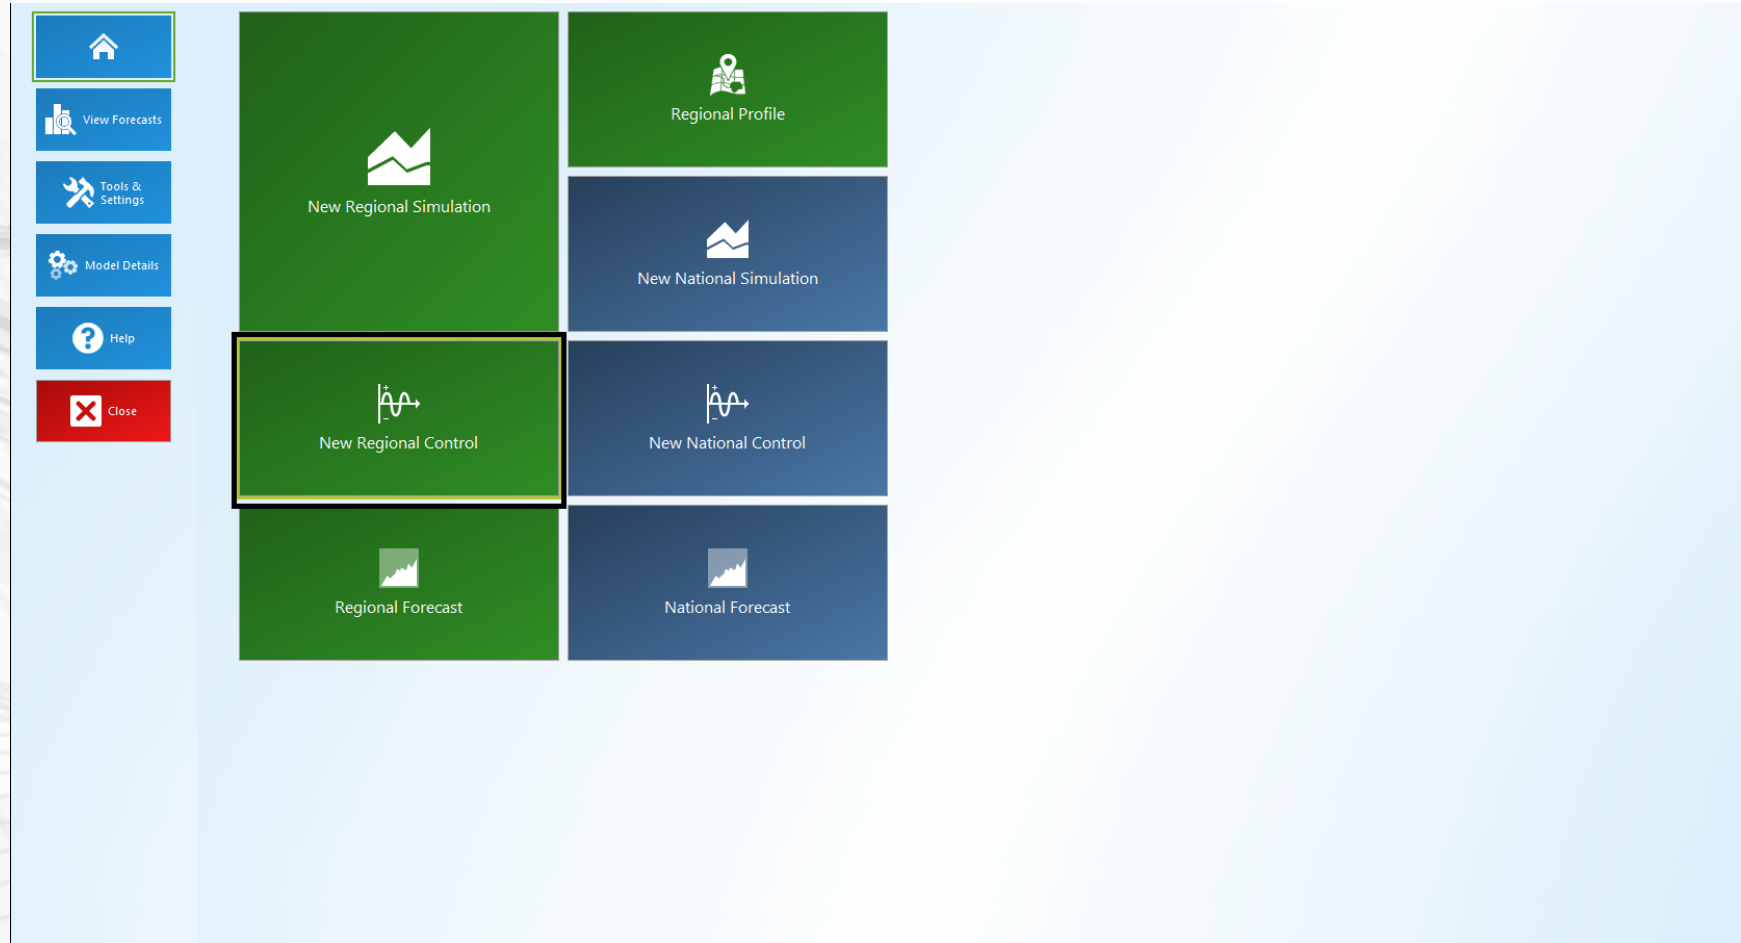 View Forecasts
Tools &
Settings
Model Details
Help
Close
New Regional Simulation
Regional Profile
New National Simulation
New Regional Control
New National Control
Regional Forecast
National Forecast